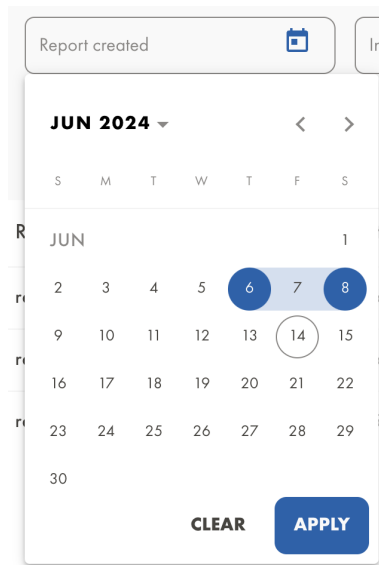 Report created
In
JUN 2024
S M T W T F S
JUN 1
2 3 4 5 6 7 8
9 10 11 12 13 14 15
16 17 18 19 20 21 22
23 24 25 26 27 28 29
30
CLEAR APPLY